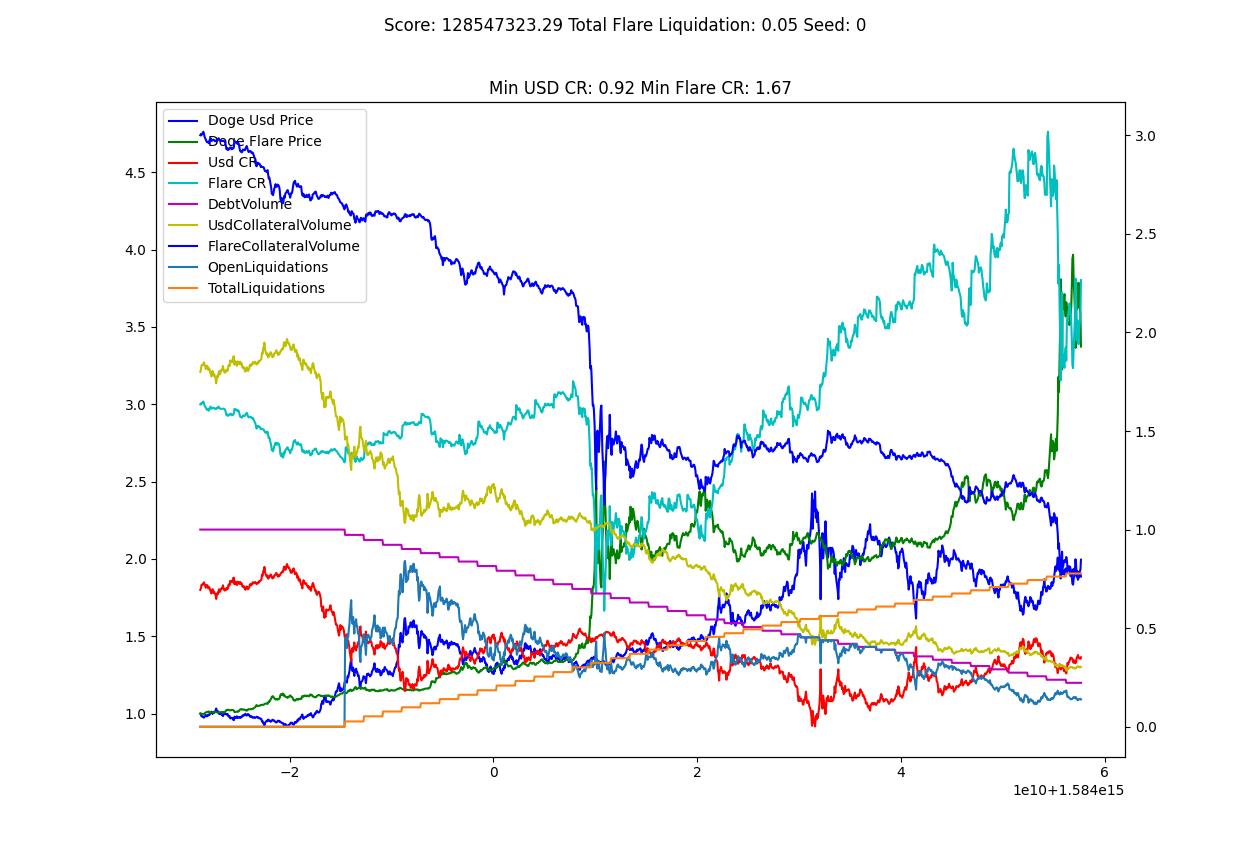 Score: 128547323.29 Total Flare Liquidation: 0.05 Seed: 0
Min USD CR: 0.92 Min Flare CR: 1.67
Doge Usd Price
Doge Flare Price
Usd CR
Flare CR
DebtVolume
UsdCollateralVolume
FlareCollateralVolume
OpenLiquidations
TotalLiquidations
4.5
4.0
3.5
3.0
2.5
2.0
1.5
1.0
3.0
2.5
2.0
1.5
1.0
0.5
0.0
−2 0 2 4 6
1e10+1.584e15